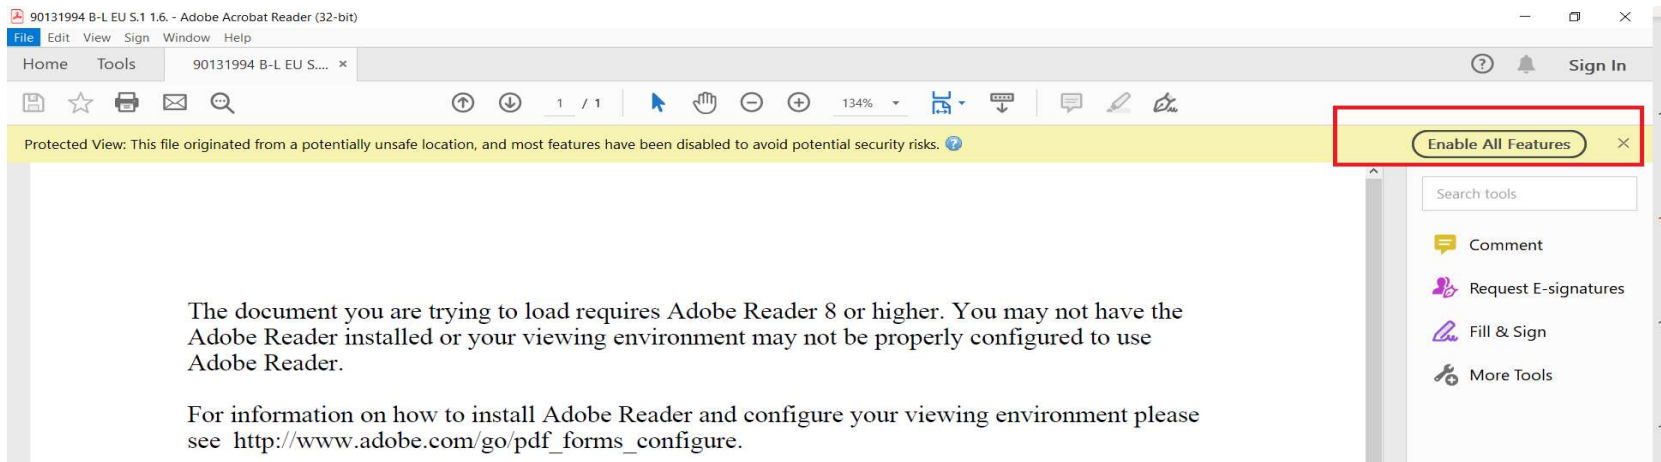 90131994 B-L EU S.1 1.6. - Adobe Acrobat Reader (32-bit)
File Edit View Sign Window Help
Home Tools 90131994 B-L EU S.... × Sign In
1 / 1 134%
Protected View: This file originated from a potentially unsafe location, and most features have been disabled to avoid potential security risks. Enable All Features
Search tools
Comment
Request E-signatures
Fill & Sign
More Tools
The document you are trying to load requires Adobe Reader 8 or higher. You may not have the
Adobe Reader installed or your viewing environment may not be properly configured to use
Adobe Reader.
For information on how to install Adobe Reader and configure your viewing environment please
see http://www.adobe.com/go/pdf_forms_configure.